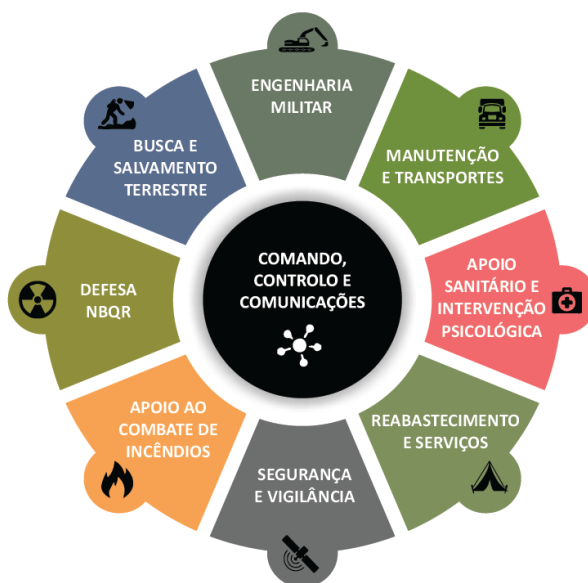 ENGENHARIA
MILITAR
MANUTENÇÃO
E TRANSPORTES
APOIO
SANITÁRIO E
INTERVENÇÃO
PSICOLÓGICA
REABASTECIMENTO
E SERVIÇOS
SEGURANÇA
E VIGILÂNCIA
APOIO AO
COMBATE DE
INCÊNDIOS
DEFESA
NBQR
BUSCA E
SALVAMENTO
TERRESTRE
COMANDO,
CONTROLO E
COMUNICAÇÕES